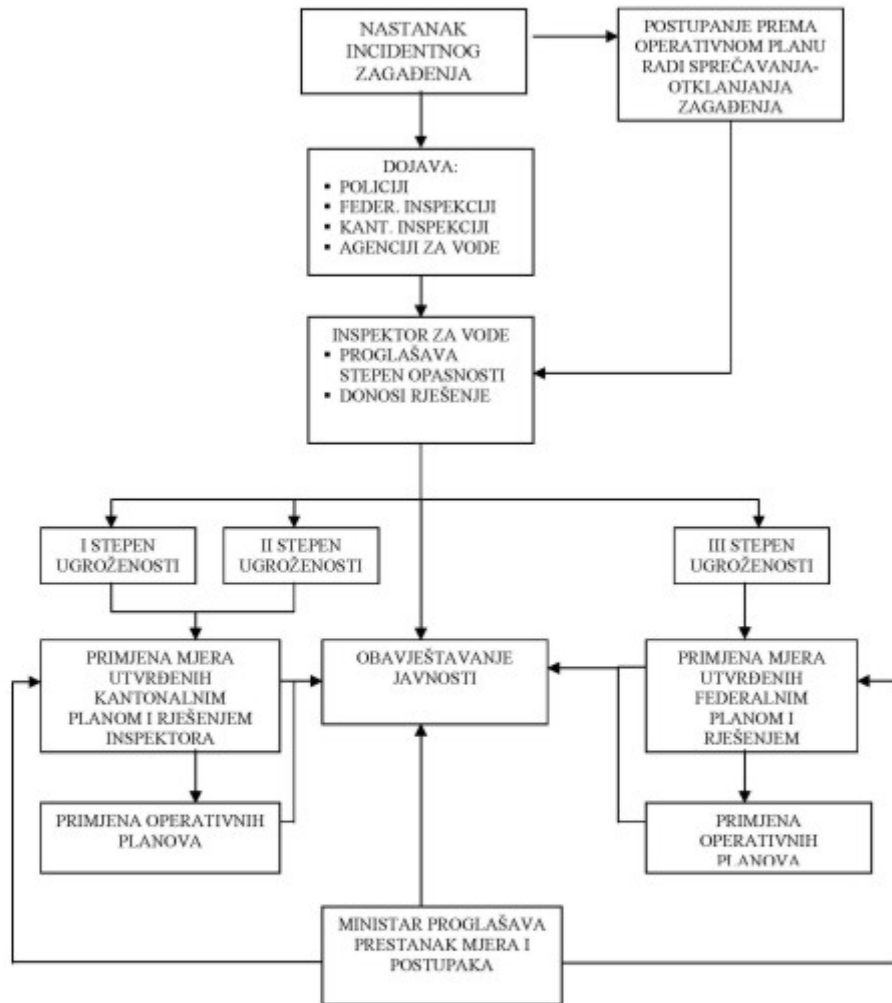 NASTANAK
INCIDENTNOG
ZAGAĐENJA
POSTUPANJE PREMA
OPERATIVNOM PLANU
RADI SPREČAVANJA-
OTKLANJANJA
ZAGAĐENJA
DOJAVA:
▪ POLICIJI
▪ FEDER. INSPEKCIJI
▪ KANT. INSPEKCIJI
▪ AGENCIJI ZA VODE
INSPEKTOR ZA VODE
▪ PROGLAŠAVA
STEPEN OPASNOSTI
▪ DONOSI RJEŠENJE
I STEPEN
UGROŽENOSTI
II STEPEN
UGROŽENOSTI
III STEPEN
UGROŽENOSTI
PRIMJENA MJERA
UTVRĐENIH
KANTONALNIM
PLANOM I RJEŠENJEM
INSPEKTORA
OBAVJEŠTAVANJE
JAVNOSTI
PRIMJENA MJERA
UTVRĐENIH
FEDERALNIM
PLANOM I
RJEŠENJEM
PRIMJENA OPERATIVNIH
PLANOVA
PRIMJENA
OPERATIVNIH
PLANOVA
MINISTAR PROGLAŠAVA
PRESTANAK MJERA I
POSTUPAKA